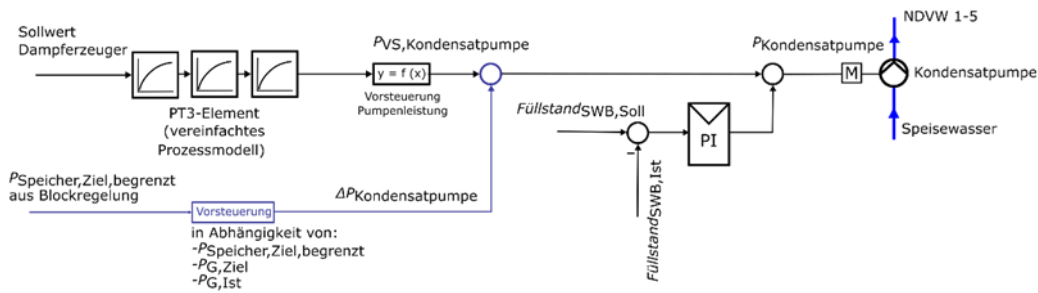 Sollwert
Dampferzeuger
PT3-Element
(vereinfachtes
Prozessmodell)
PVS,Kondensatpumpe
y = f (x)
Vorsteuerung
Pumpenleistung
FüllstandSWB,Soll
–
FüllstandSWB,Ist
PI
PKondensatpumpe
M
NDVW 1-5
Kondensatpumpe
Speisewasser
PSpeicher,Ziel,begrenzt
aus Blockregelung
Vorsteuerung
ΔPKondensatpumpe
in Abhängigkeit von:
-PSpeicher,Ziel,begrenzt
-PG,Ziel
-PG,Ist